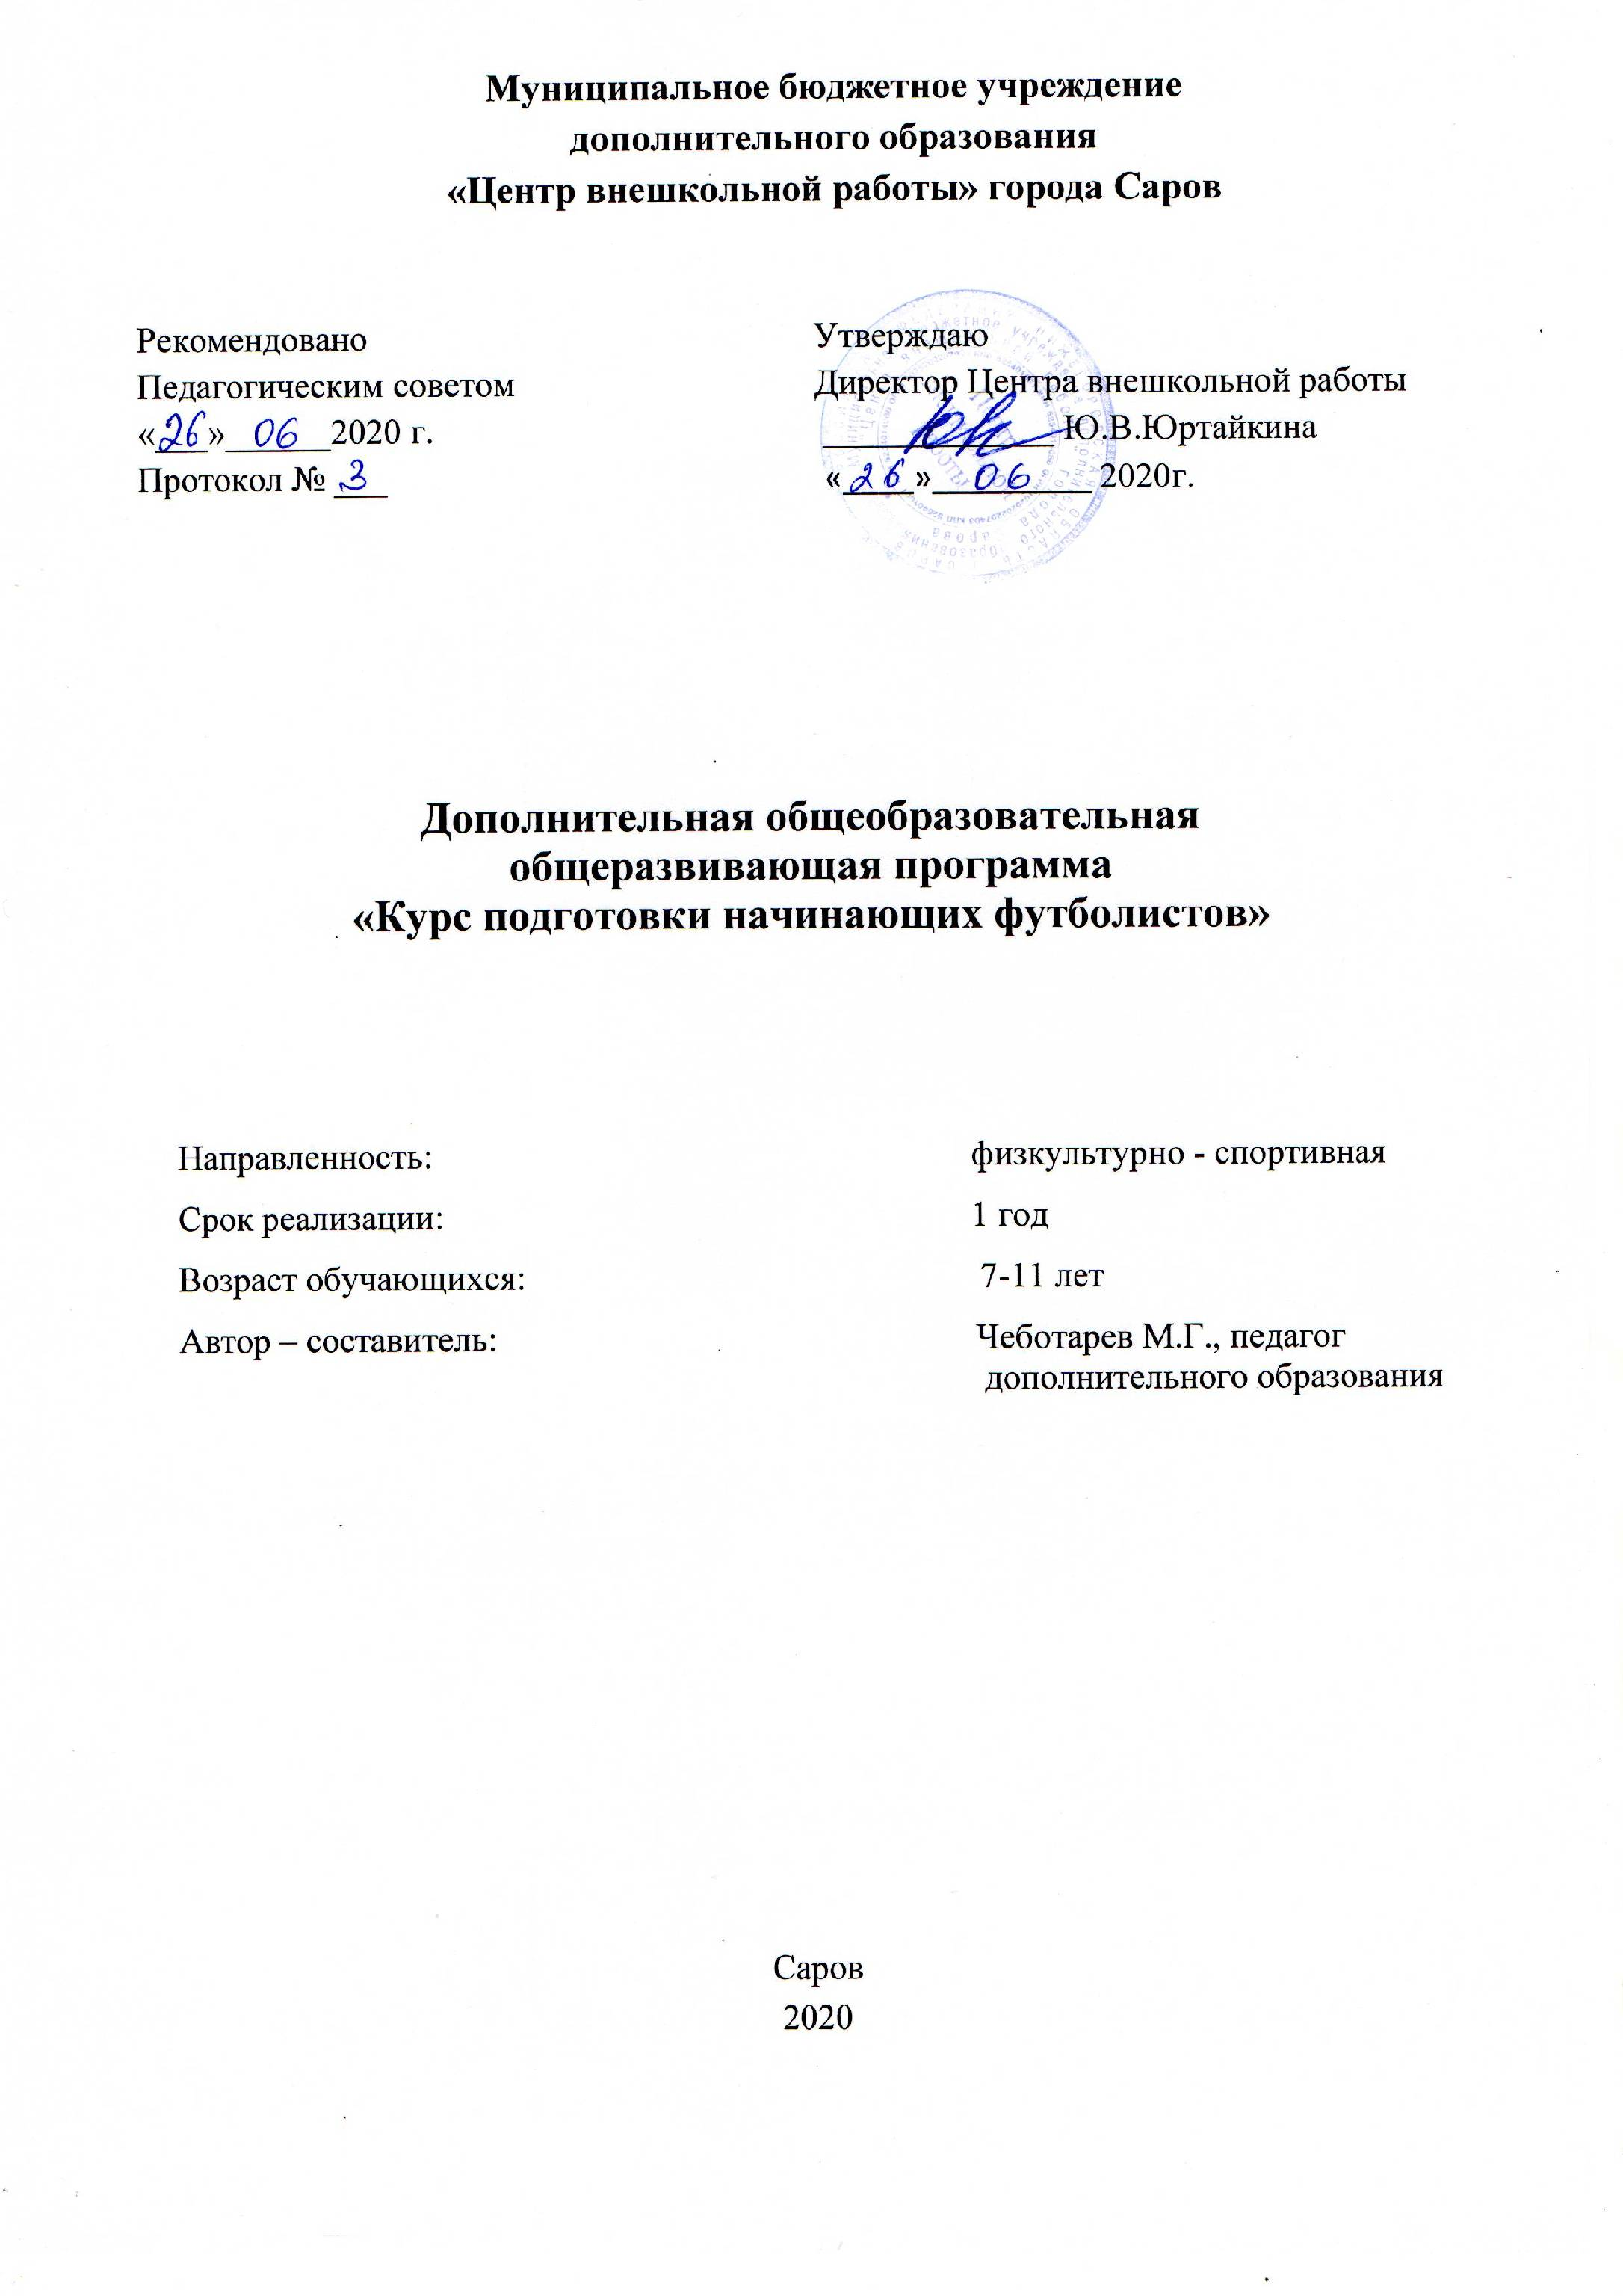 Муниципальное бюджетное учреждение
дополнительного образования
«Центр внешкольной работы» города Саров
Рекомендовано
Педагогическим советом
«26» 06 2020 г.
Протокол № 3
Утверждаю
Директор Центра внешкольной работы
Ю.В.Юртайкина
«26» 06 2020г.
Дополнительная общеобразовательная
общеразвивающая программа
«Курс подготовки начинающих футболистов»
Направленность: физкультурно - спортивная
Срок реализации: 1 год
Возраст обучающихся: 7-11 лет
Автор – составитель: Чеботарев М.Г., педагог
дополнительного образования
Саров
2020